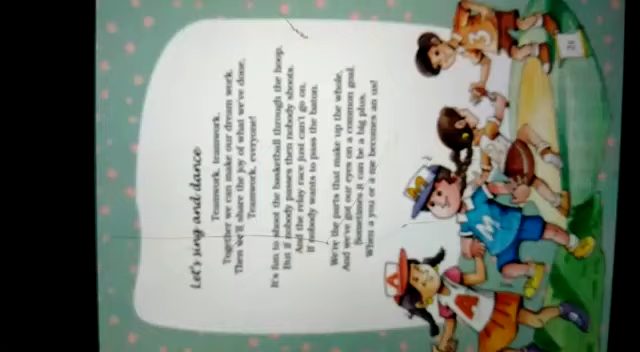 Let's sing and dance
Teamwork, teamwork.
Together we can make our dream work.
Then we'll share the joy of what we've done.
Teamwork, everyone!
It's fun to shoot the basketball through the hoop.
But if nobody passes then nobody shoots.
And the relay race just can't go on,
If nobody wants to pass the baton.
We're the parts that make up the whole,
And we've got our eyes on a common goal.
Sometimes it can be a big plus,
When a you or a me becomes an us!
A
A
M
M
3